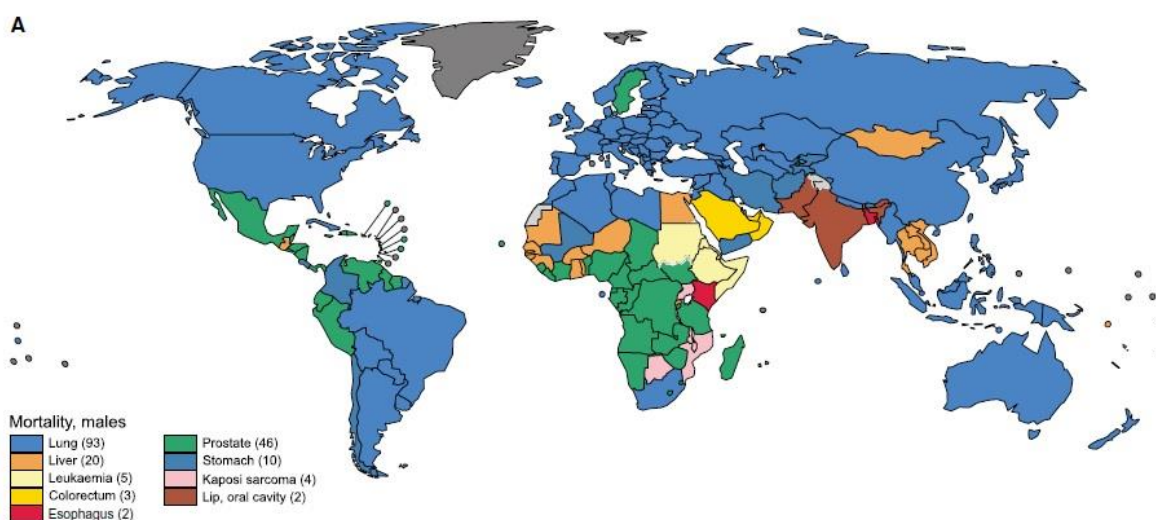 A
Mortality, males
Lung (93)
Liver (20)
Leukaemia (5)
Colorectum (3)
Esophagus (2)
Prostate (46)
Stomach (10)
Kaposi sarcoma (4)
Lip, oral cavity (2)